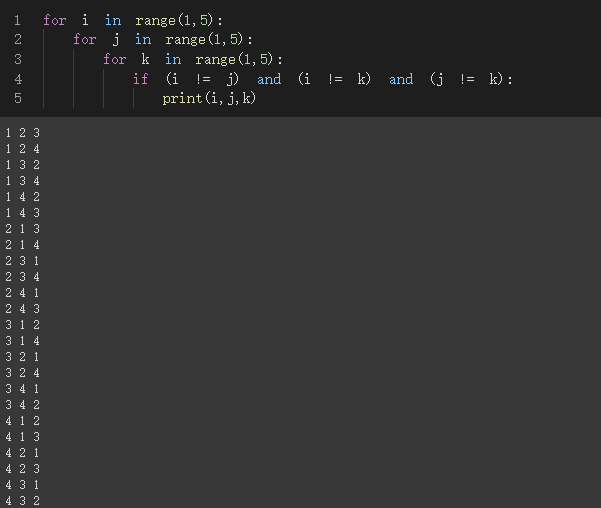 1 for i in range(1,5):
2 for j in range(1,5):
3 for k in range(1,5):
4 if (i != j) and (i != k) and (j != k):
5 print(i,j,k)
1 2 3
1 2 4
1 3 2
1 3 4
1 4 2
1 4 3
2 1 3
2 1 4
2 3 1
2 3 4
2 4 1
2 4 3
3 1 2
3 1 4
3 2 1
3 2 4
3 4 1
3 4 2
4 1 2
4 1 3
4 2 1
4 2 3
4 3 1
4 3 2